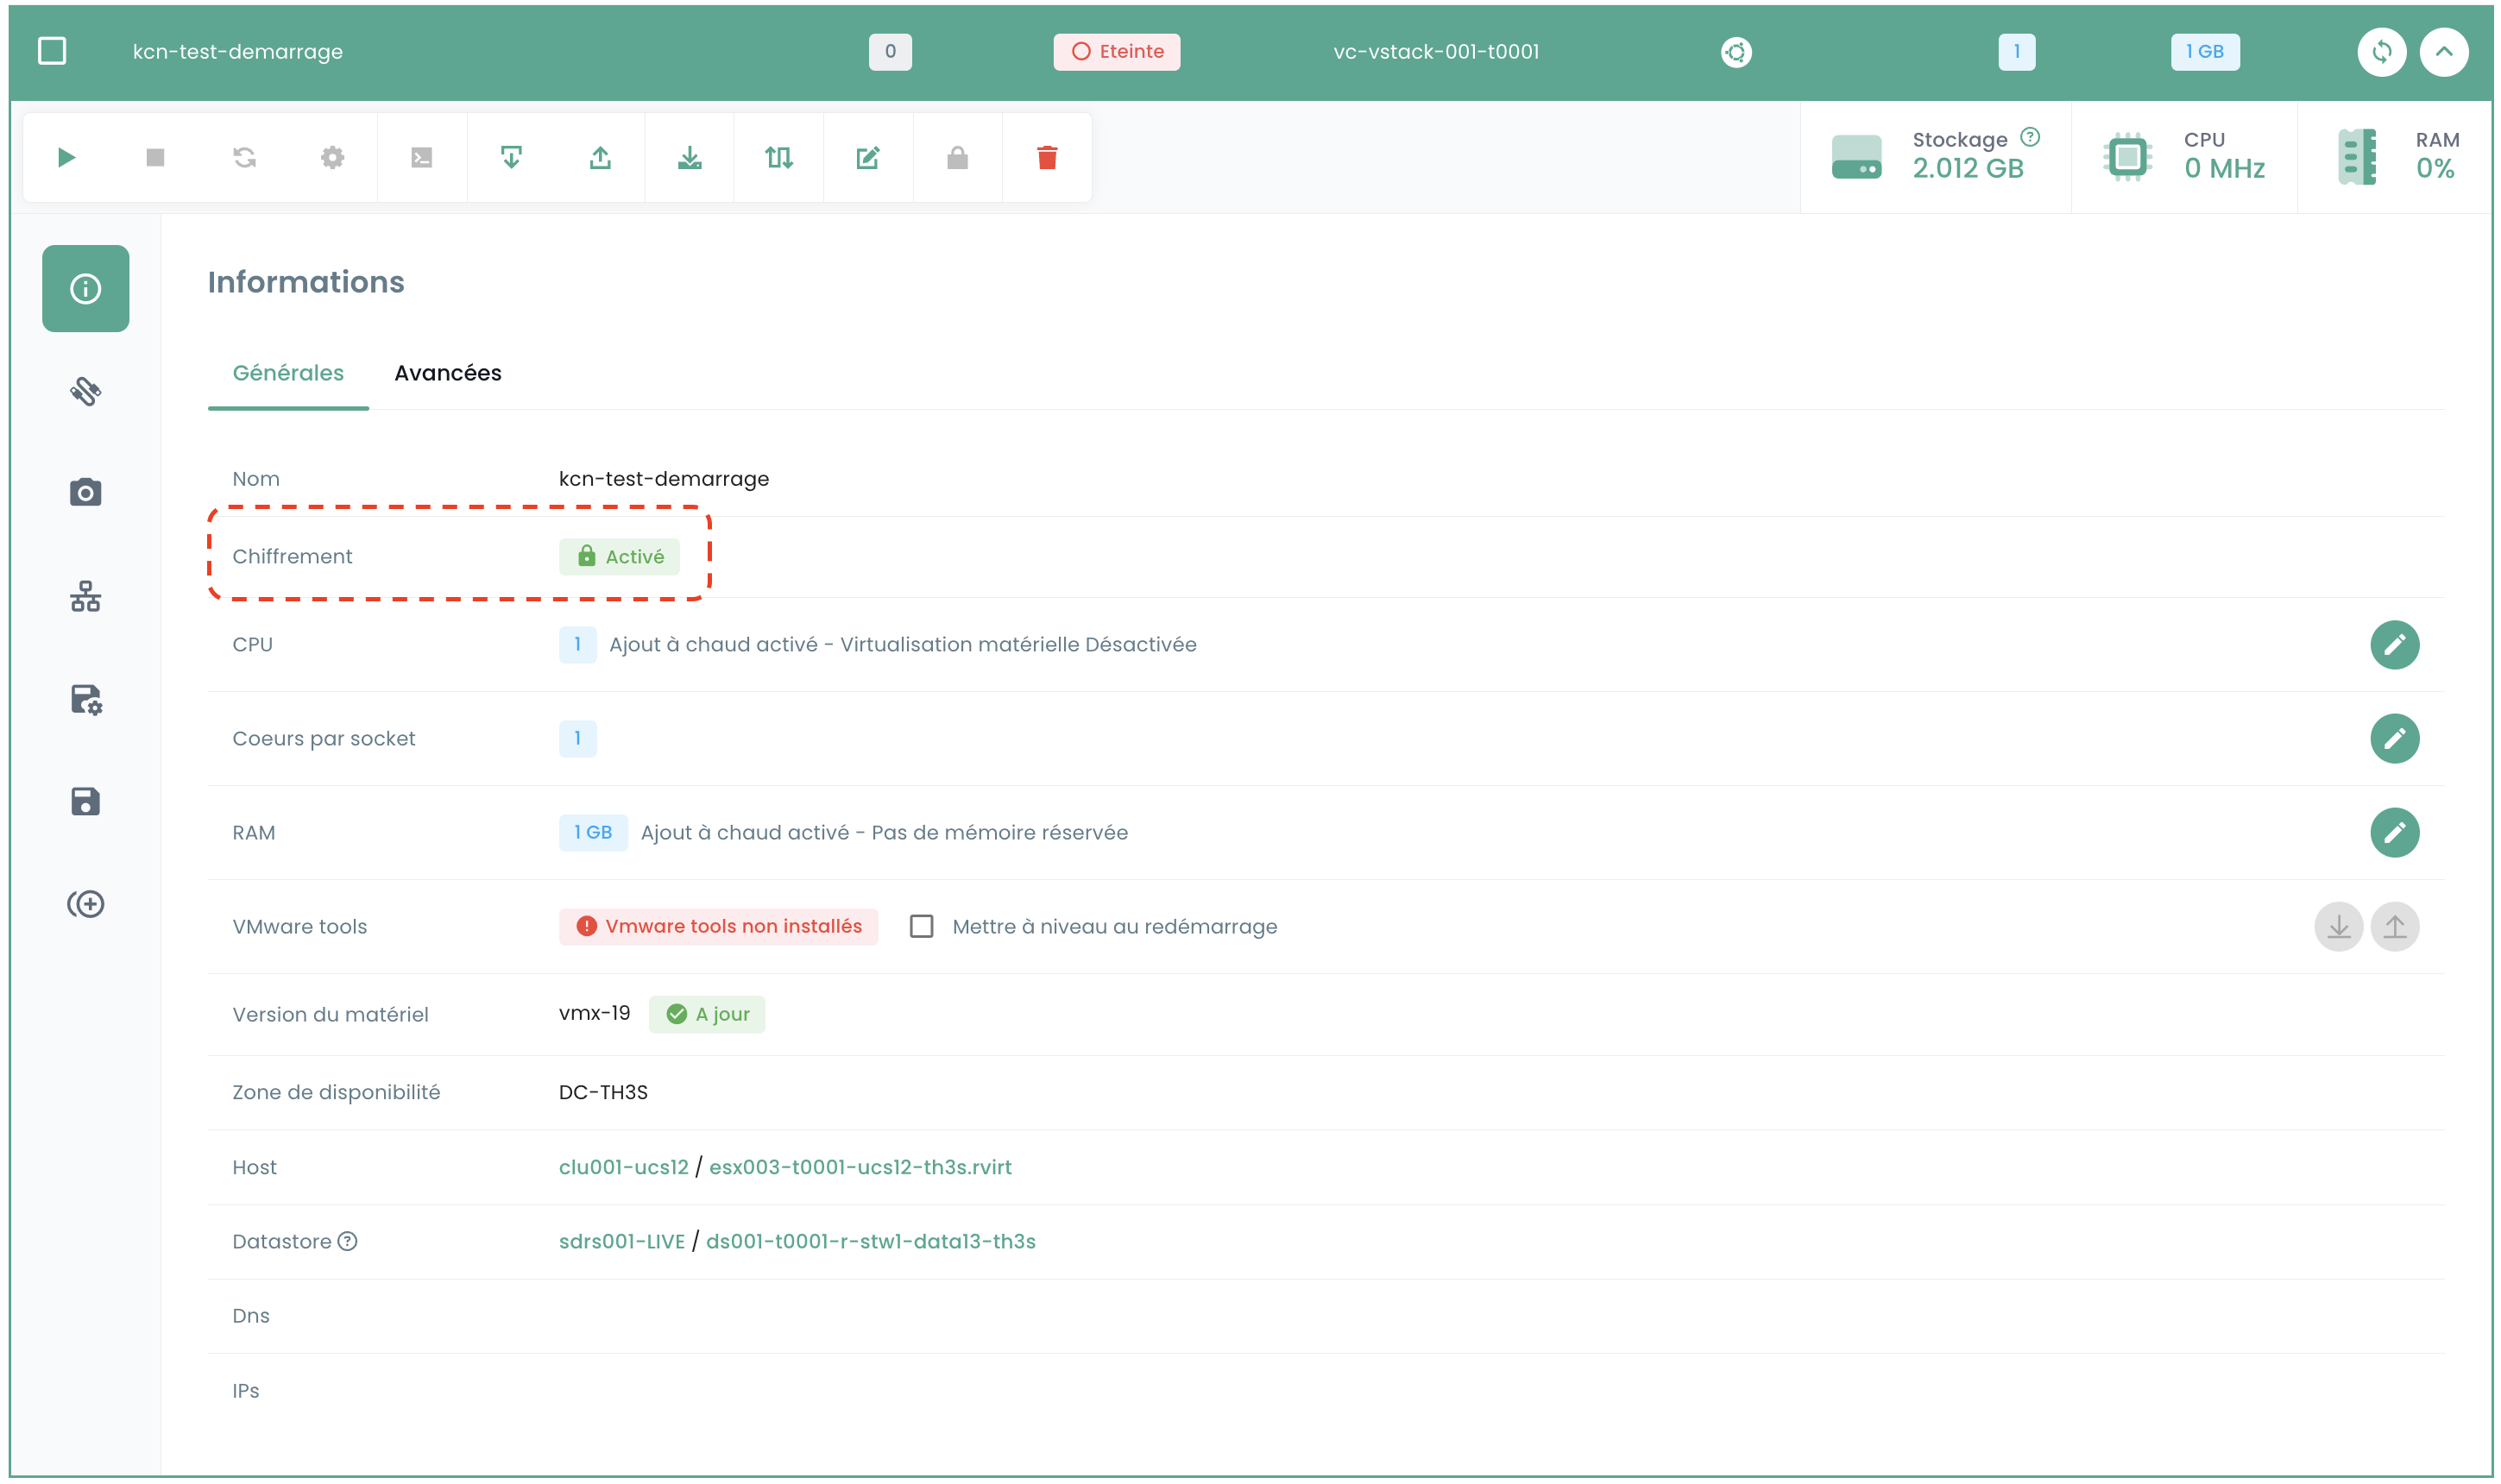 kcn-test-demarrage 0 Eteinte vc-vstack-001-t0001 1 1 GB
Stockage CPU RAM
2.012 GB 0 MHz 0%
Informations
Générales Avancées
Nom kcn-test-demarrage
Chiffrement Activé
CPU 1 Ajout à chaud activé - Virtualisation matérielle Désactivée
Coeurs par socket 1
RAM 1 GB Ajout à chaud activé - Pas de mémoire réservée
VMware tools Vmware tools non installés Mettre à niveau au redémarrage
Version du matériel vmx-19 A jour
Zone de disponibilité DC-TH3S
Host clu001-ucs12 / esx003-t0001-ucs12-th3s.rvirt
Datastore sdrs001-LIVE / ds001-t0001-r-stw1-data13-th3s
Dns
IPs